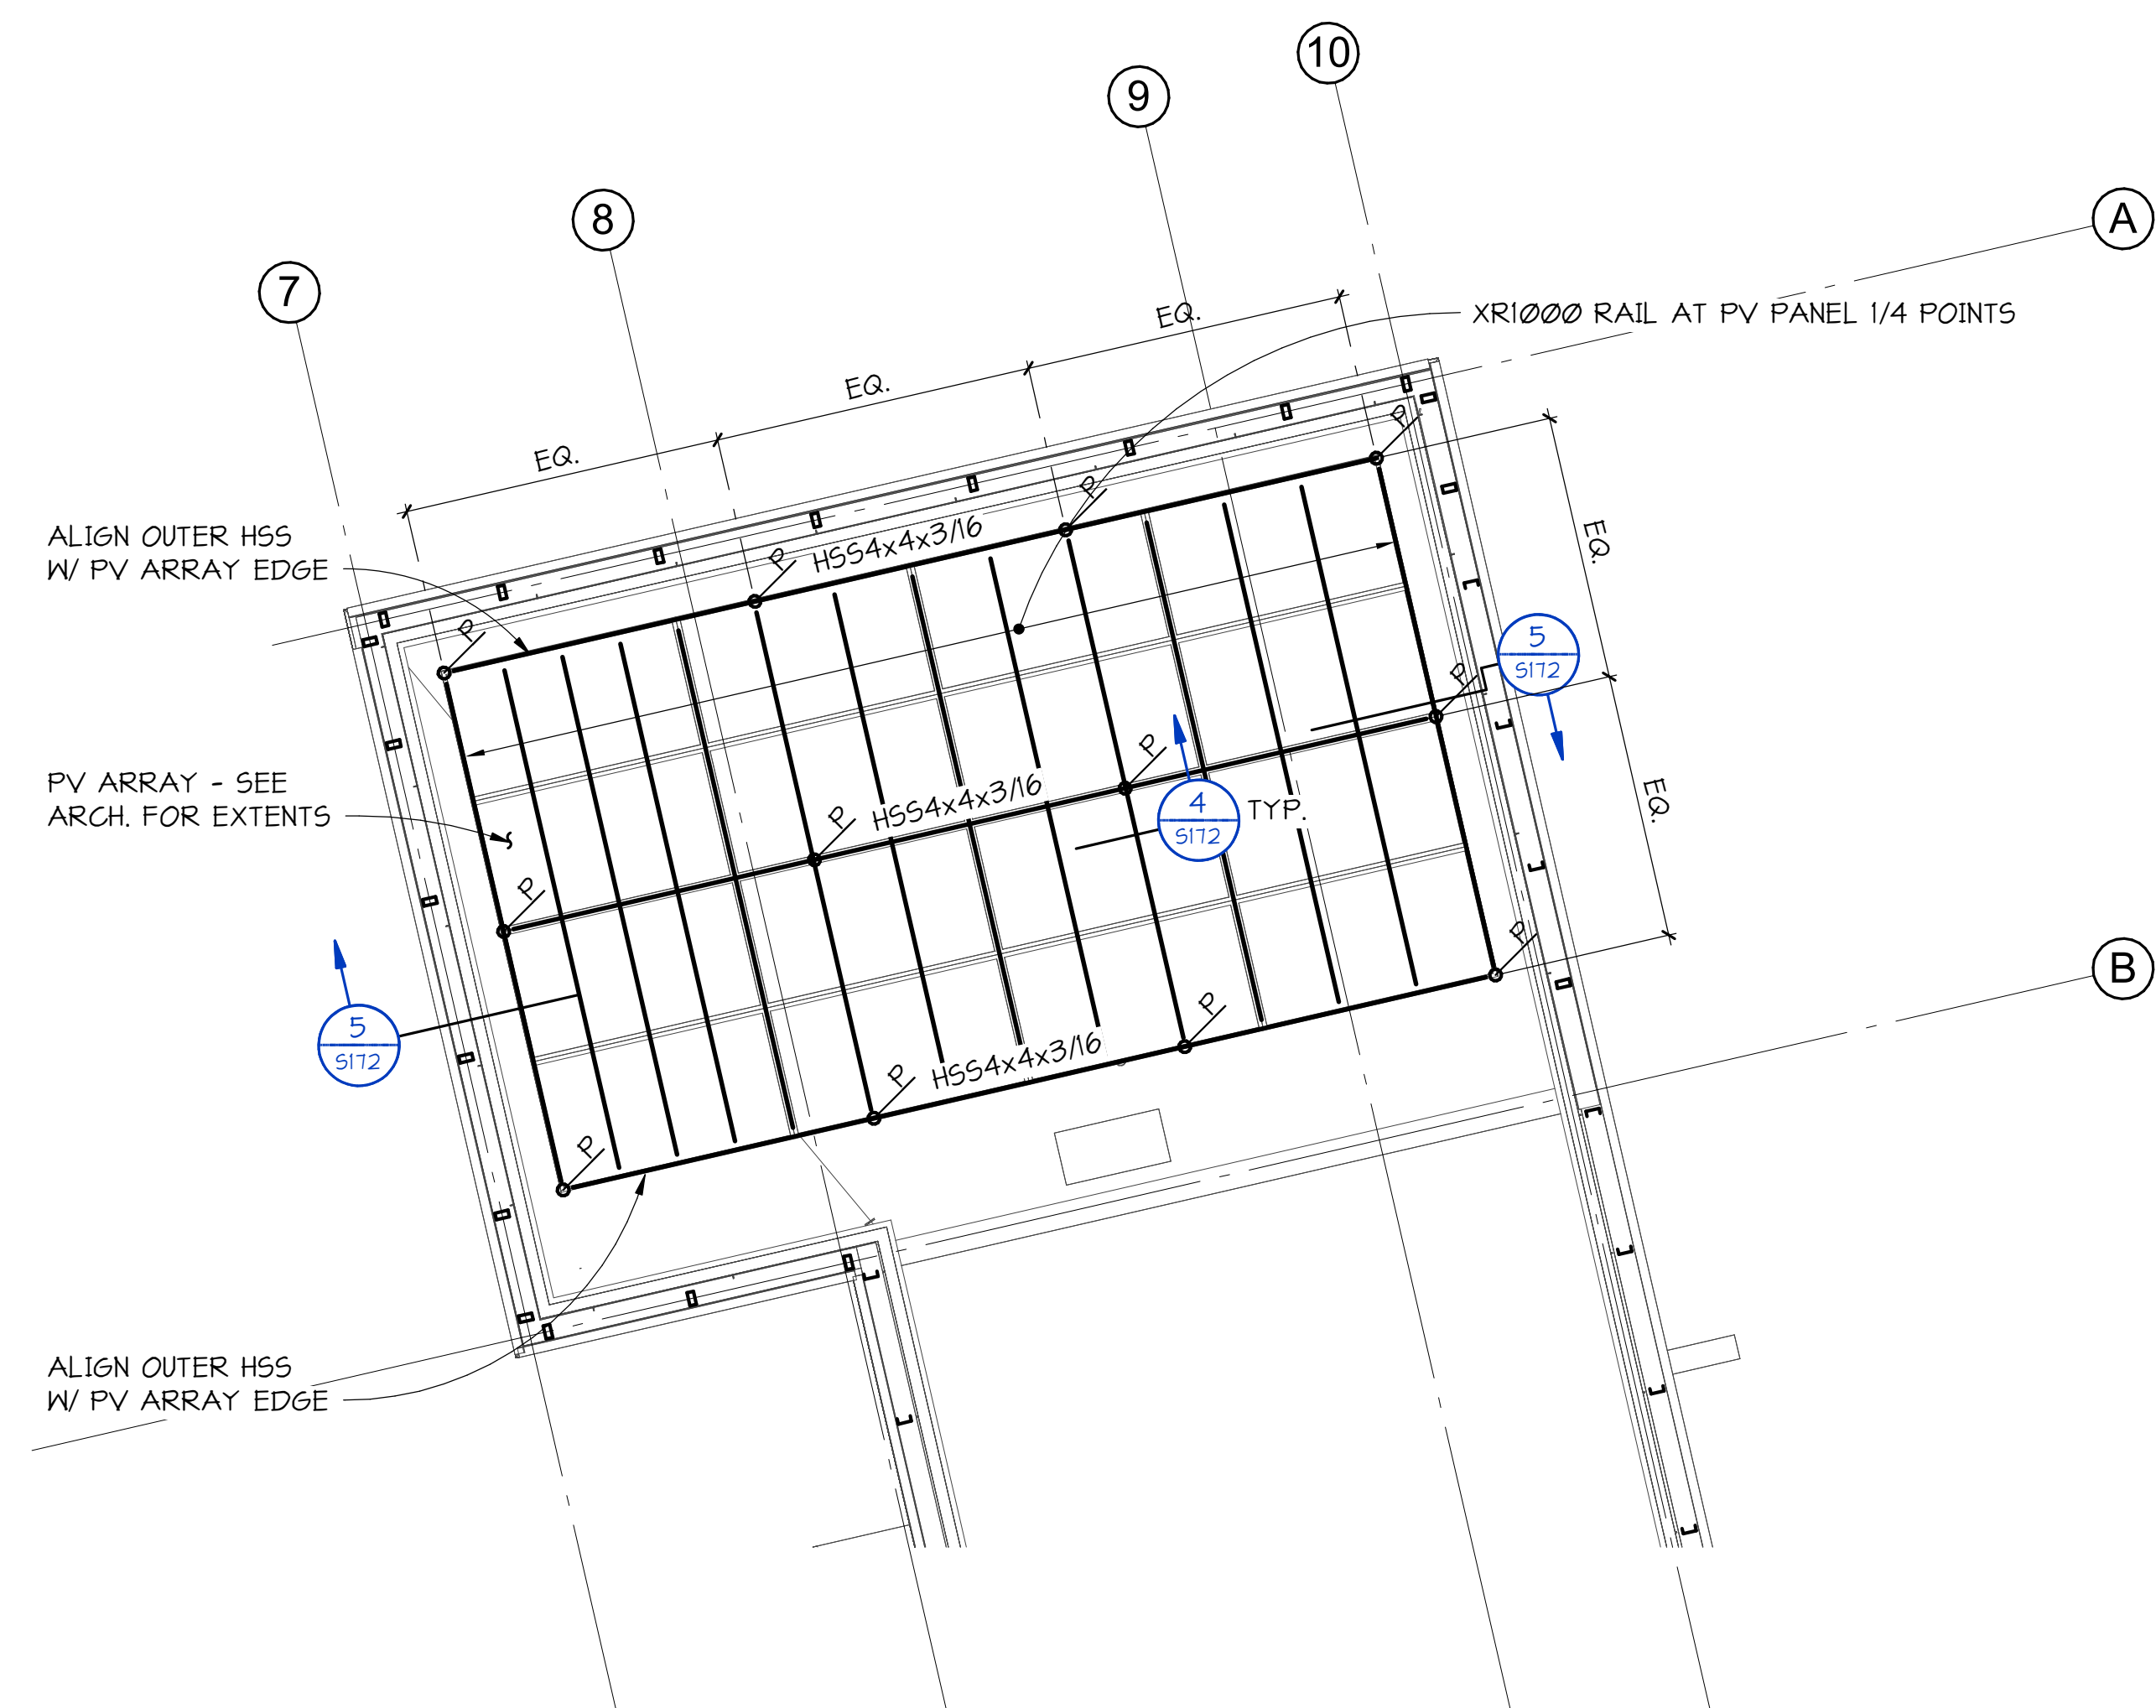 10
9
8
7
A
EQ.
EQ.
EQ.
XR1000 RAIL AT PV PANEL 1/4 POINTS
P
P
P
P
HSS4x4x3/16
ALIGN OUTER HSS
W/ PV ARRAY EDGE
EQ.
5
S172
P
P
P
P
HSS4x4x3/16
4
S172
TYP.
EQ.
PV ARRAY - SEE
ARCH. FOR EXTENTS
B
P
P
P
P
HSS4x4x3/16
5
S172
ALIGN OUTER HSS
W/ PV ARRAY EDGE